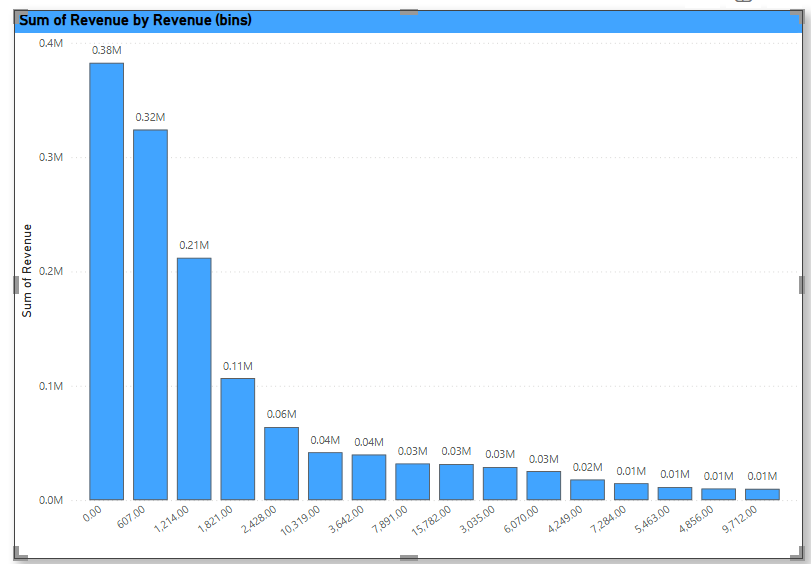 Sum of Revenue by Revenue (bins)
0.4M
0.3M
0.2M
0.1M
0.0M
Sum of Revenue
0.38M
0.32M
0.21M
0.11M
0.06M
0.04M
0.04M
0.03M
0.03M
0.03M
0.03M
0.02M
0.01M
0.01M
0.01M
0.01M
0.00
607.00
1,214.00
1,821.00
2,428.00
10,319.00
3,642.00
7,891.00
15,782.00
3,035.00
6,070.00
4,249.00
7,284.00
5,463.00
4,856.00
9,712.00